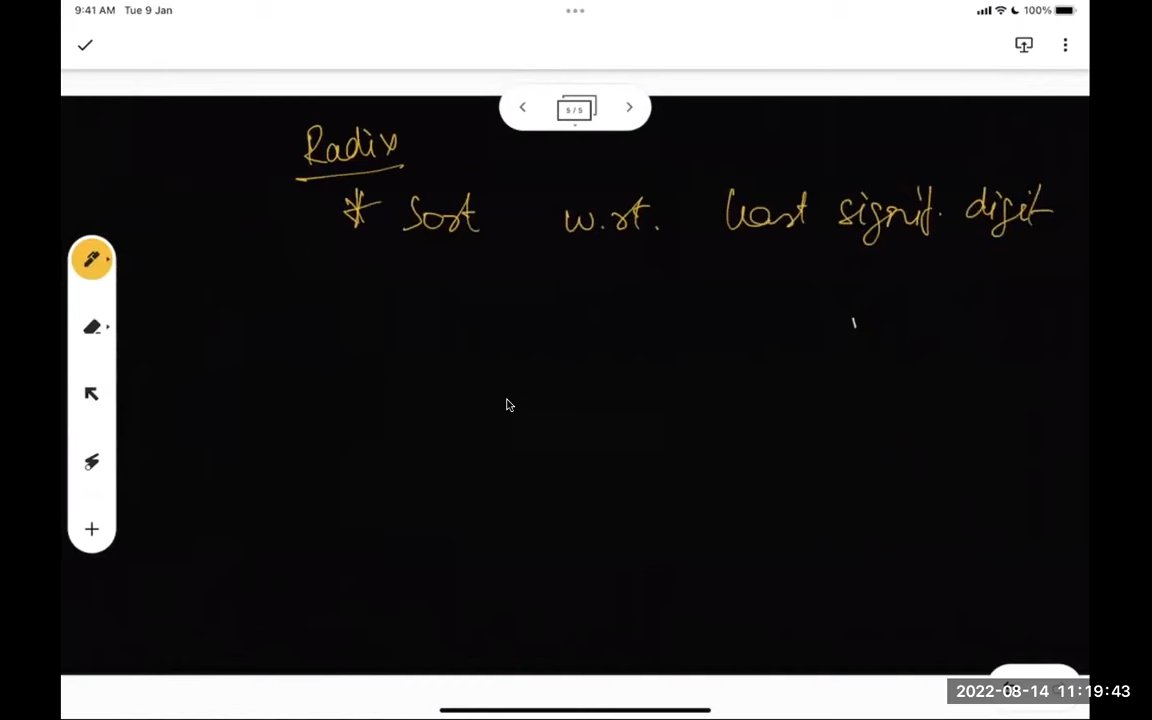 9:41 AM Tue 9 Jan
100%
5 / 5
Radix
* Sort w.r.t. least signif. digit
2022-08-14 11:19:43